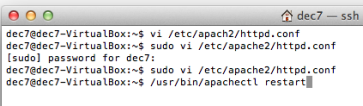 dec7 — ssh
dec7@dec7-VirtualBox:~$ vi /etc/apach2/httpd.conf
dec7@dec7-VirtualBox:~$ sudo vi /etc/apache2/httpd.conf
[sudo] password for dec7:
dec7@dec7-VirtualBox:~$ sudo vi /etc/apache2/httpd.conf
dec7@dec7-VirtualBox:~$ /usr/bin/apachectl restart